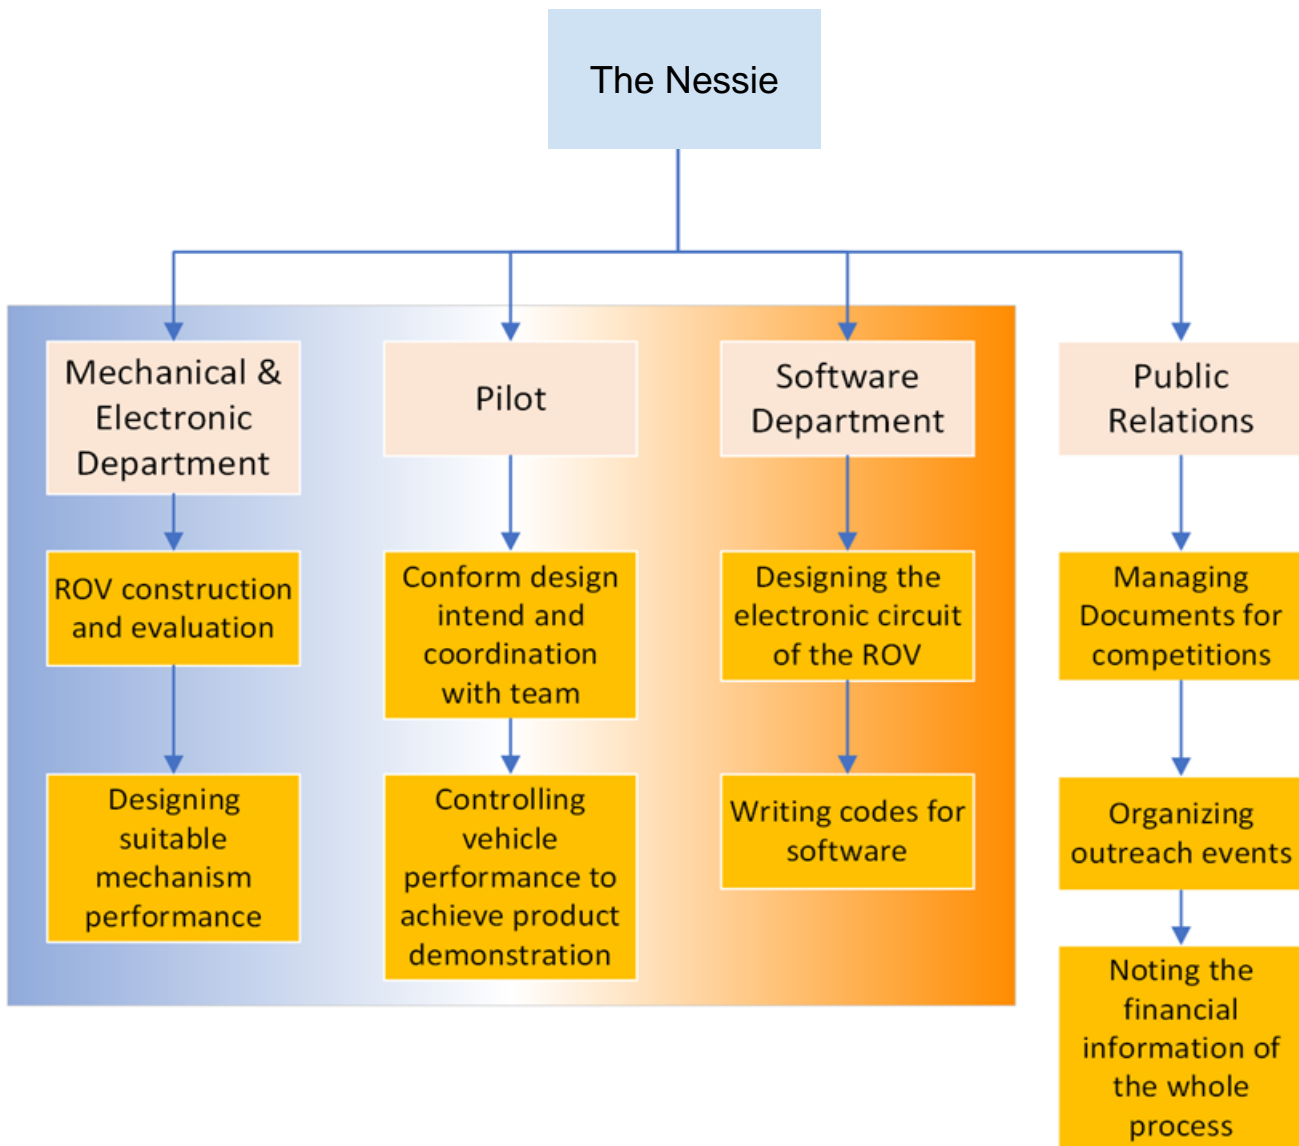 The Nessie
Mechanical &
Electronic
Department
Pilot
Software
Department
Public
Relations
ROV construction
and evaluation
Conform design
intend and
coordination
with team
Designing the
electronic circuit
of the ROV
Managing
Documents for
competitions
Designing
suitable
mechanism
performance
Controlling
vehicle
performance to
achieve product
demonstration
Writing codes for
software
Organizing
outreach events
Noting the
financial
information of
the whole
process